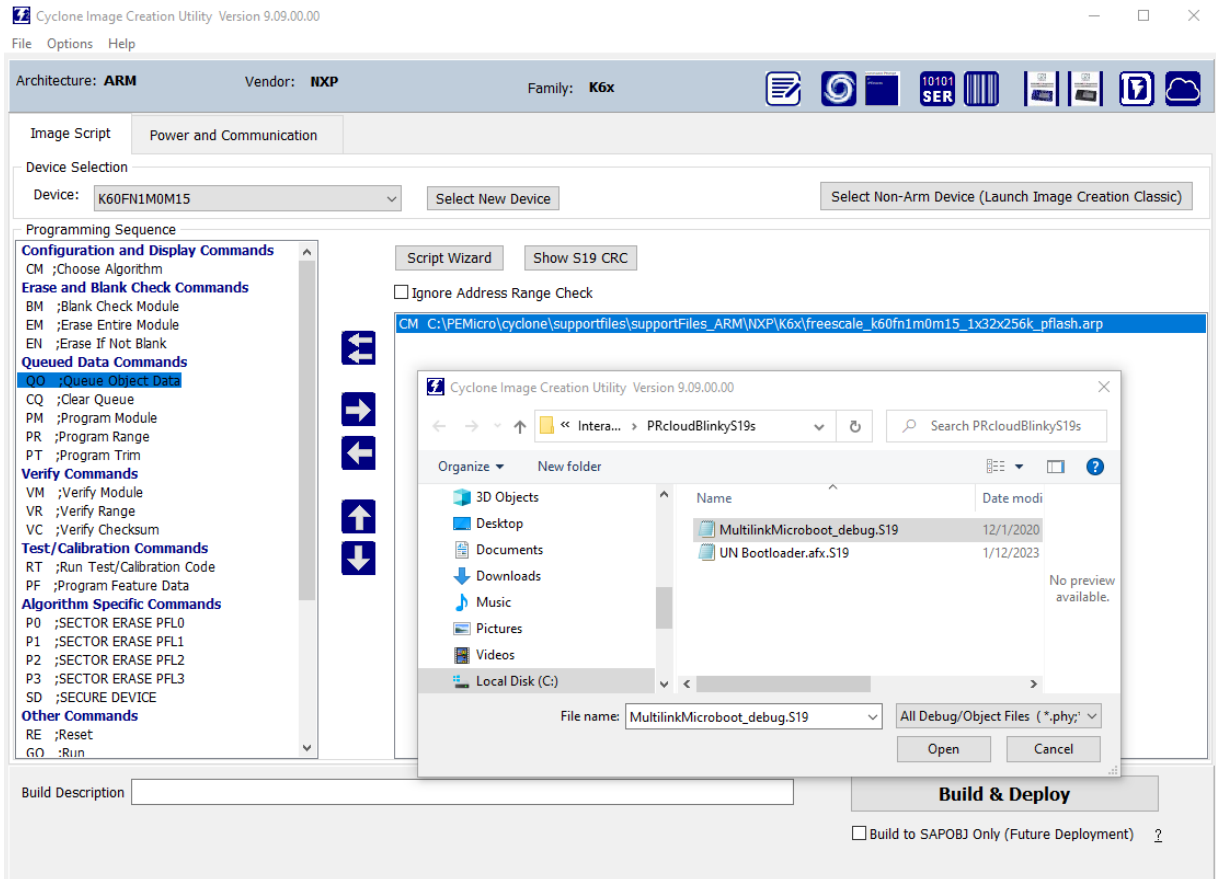 Cyclone Image Creation Utility Version 9.09.00.00
File Options Help
Architecture: ARM Vendor: NXP Family: K6x
10101
SER
Image Script Power and Communication
Device Selection
Device: K60FN1M0M15 Select New Device Select Non-Arm Device (Launch Image Creation Classic)
Programming Sequence
Configuration and Display Commands
CM ;Choose Algorithm
Erase and Blank Check Commands
BM ;Blank Check Module
EM ;Erase Entire Module
EN ;Erase If Not Blank
Queued Data Commands
QO ;Queue Object Data
CQ ;Clear Queue
PM ;Program Module
PR ;Program Range
PT ;Program Trim
Verify Commands
VM ;Verify Module
VR ;Verify Range
VC ;Verify Checksum
Test/Calibration Commands
RT ;Run Test/Calibration Code
PF ;Program Feature Data
Algorithm Specific Commands
P0 ;SECTOR ERASE PFL0
P1 ;SECTOR ERASE PFL1
P2 ;SECTOR ERASE PFL2
P3 ;SECTOR ERASE PFL3
SD ;SECURE DEVICE
Other Commands
RE ;Reset
GO ;Run
Script Wizard Show S19 CRC
Ignore Address Range Check
CM C:\PEMicro\cyclone\supportfiles\supportFiles_ARM\NXP\K6x\freescale_k60fn1m0m15_1x32x256k_pflash.arp
Cyclone Image Creation Utility Version 9.09.00.00
« Intera... › PRcloudBlinkyS19s Search PRcloudBlinkyS19s
Organize New folder
3D Objects
Desktop
Documents
Downloads
Music
Pictures
Videos
Local Disk (C:)
Name Date modi
MultilinkMicroboot_debug.S19 12/1/2020
UN Bootloader.afx.S19 1/12/2023
No preview
available.
File name: MultilinkMicroboot_debug.S19 All Debug/Object Files (*.phy;
Open Cancel
Build Description Build & Deploy
Build to SAPOBJ Only (Future Deployment) ?